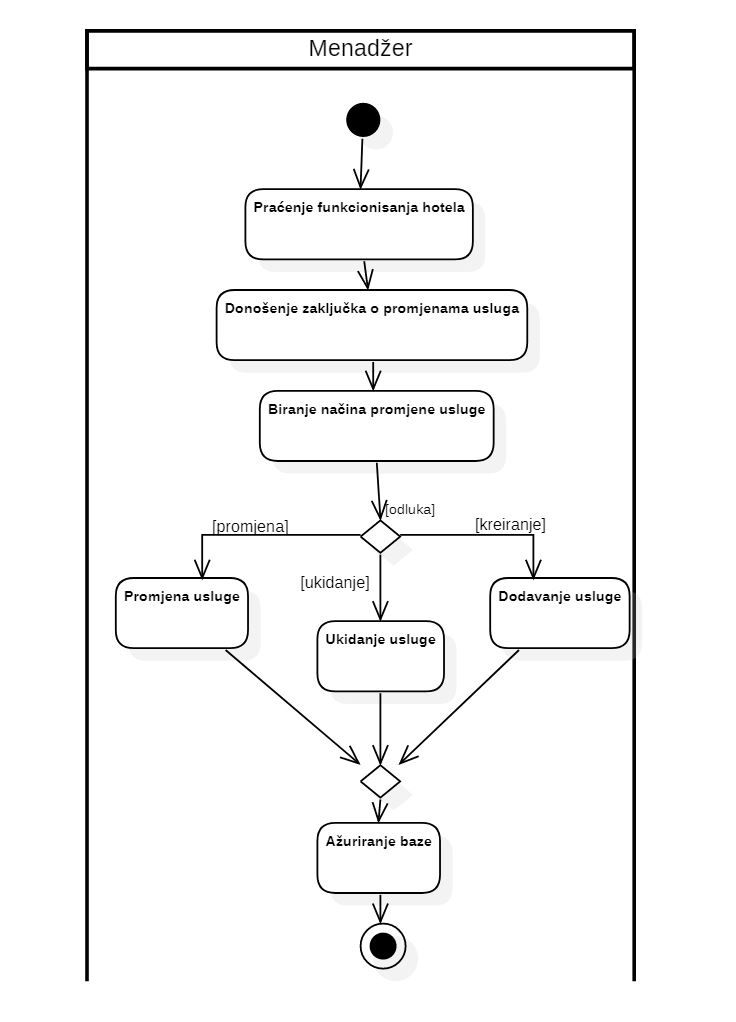 Menadžer
Praćenje funkcionisanja hotela
Donošenje zaključka o promjenama usluga
Biranje načina promjene usluge
[odluka]
[promjena]
[kreiranje]
[ukidanje]
Promjena usluge
Dodavanje usluge
Ukidanje usluge
Ažuriranje baze